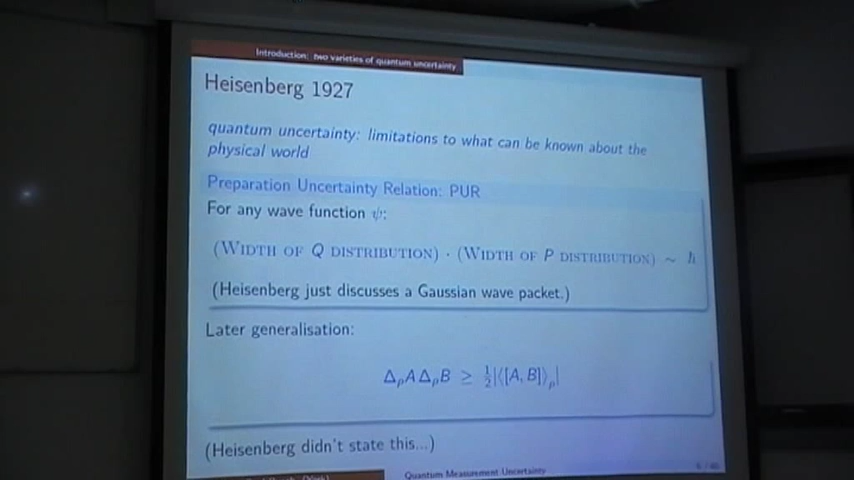 Introduction: two varieties of quantum uncertainty
Heisenberg 1927
quantum uncertainty: limitations to what can be known about the
physical world
Preparation Uncertainty Relation: PUR
For any wave function ψ:
(WIDTH OF Q DISTRIBUTION) · (WIDTH OF P DISTRIBUTION) ~ ħ
(Heisenberg just discusses a Gaussian wave packet.)
Later generalisation:
ΔρA ΔρB ≥ ½|⟨[A, B]⟩ρ|
(Heisenberg didn't state this...)
Quantum Measurement Uncertainty